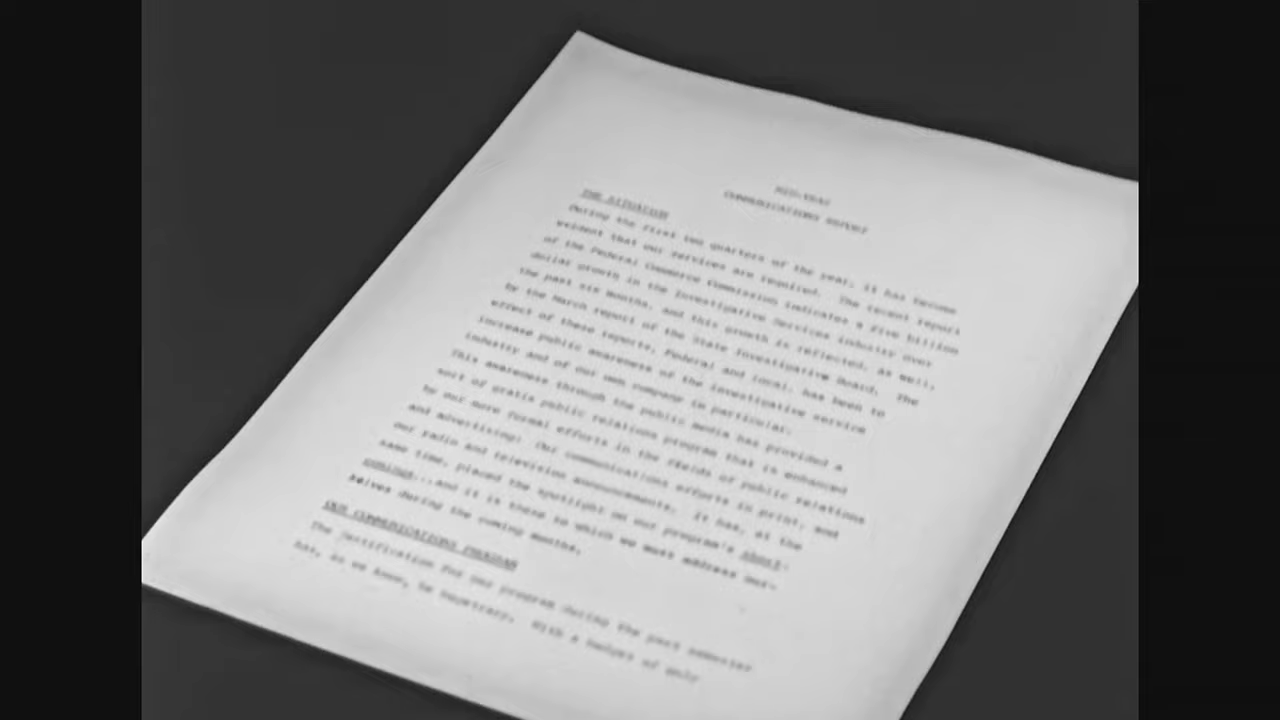 MID-YEAR
COMMUNICATIONS REPORT
THE SITUATION
During the first two quarters of the year, it has become
evident that our services are required. The recent report
of the Federal Commerce Commission indicates a five billion
dollar growth in the Investigative Services industry over
the past six months, and this growth is reflected, as well,
by the March report of the State Investigative Board. The
effect of these reports, Federal and local, has been to
increase public awareness of the investigative service
industry and of our own company in particular.
This awareness through the public media has provided a
sort of gratis public relations program that is enhanced
by our more formal efforts in the fields of public relations
and advertising. Our communications efforts in print, and
our radio and television announcements. It has, at the
same time, placed the spotlight on our program's short-
comings...And it is these to which we must address our-
selves during the coming months.
OUR COMMUNICATIONS PROGRAM
The justification for our program during the past semester
has, as we know, be With a budget of only